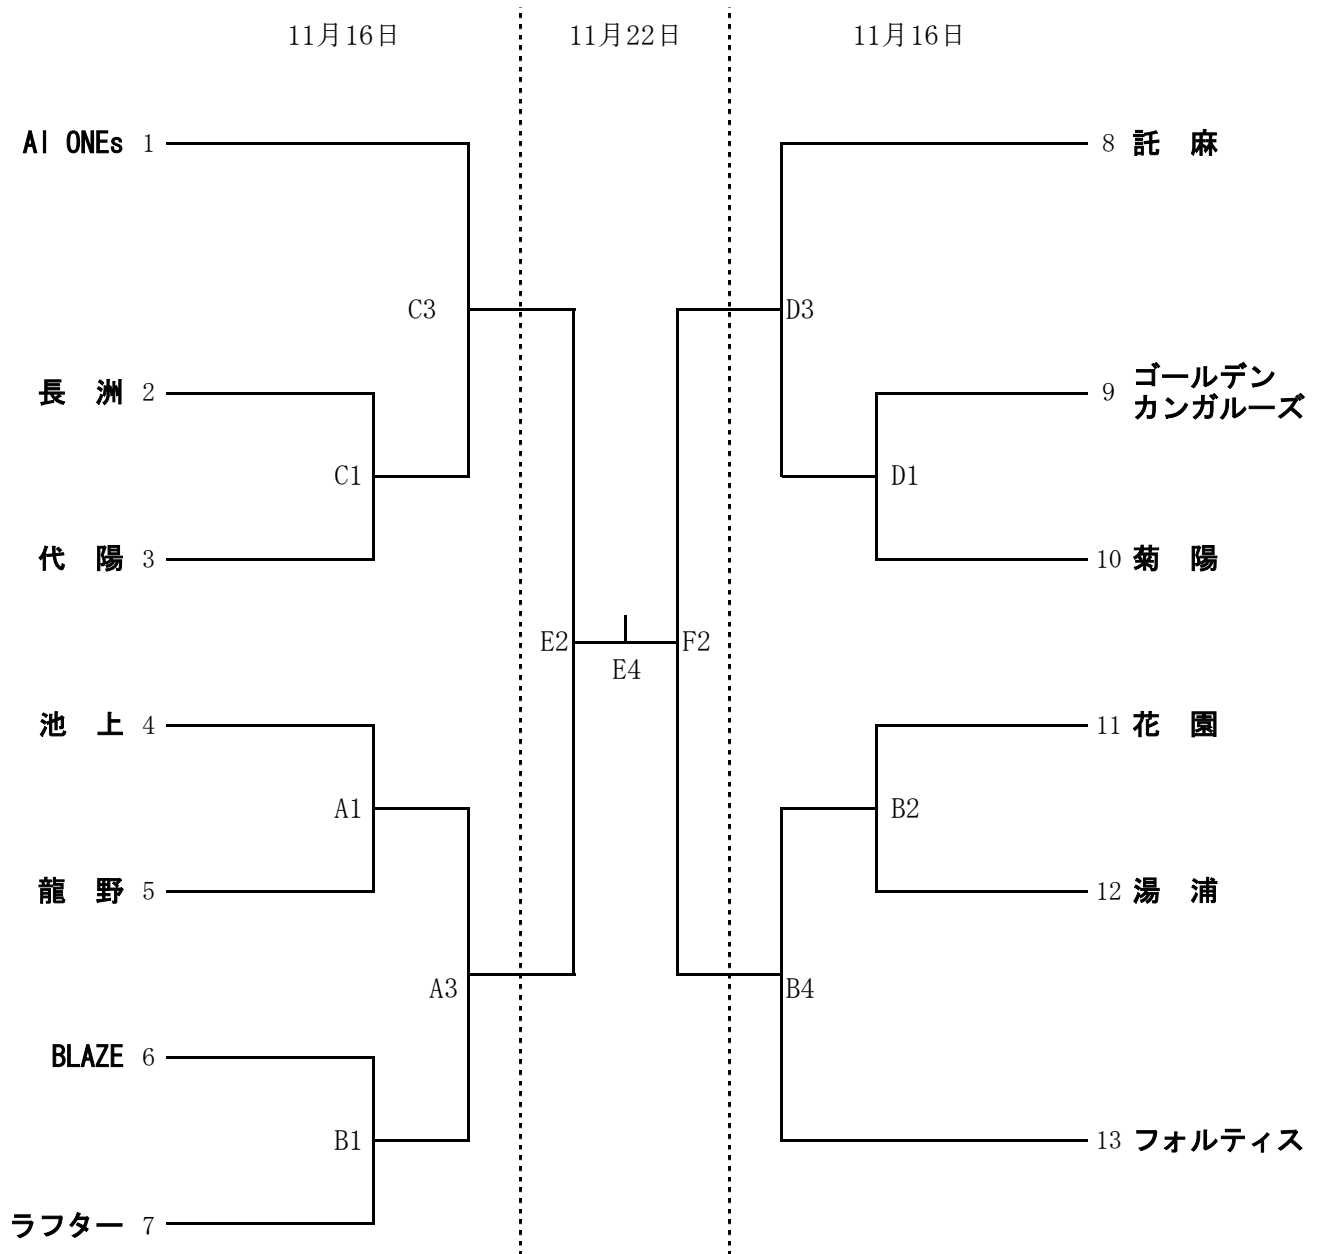 11月16日 11月22日 11月16日
AI ONEs 1
8 託 麻
C3
D3
長 洲 2
9 ゴールデン
カンガルーズ
C1
D1
代 陽 3
10 菊 陽
E2
F2
E4
池 上 4
11 花 園
A1
B2
龍 野 5
12 湯 浦
A3
B4
BLAZE 6
B1
13 フォルティス
ラフター 7